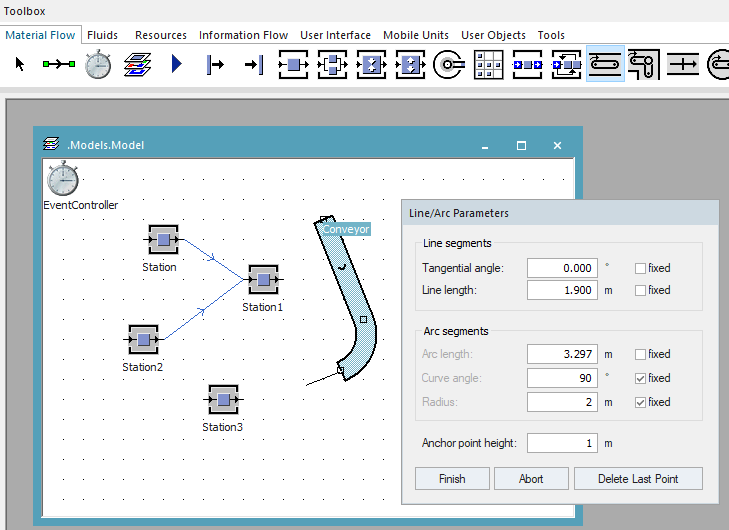 Toolbox
Material Flow Fluids Resources Information Flow User Interface Mobile Units User Objects Tools
.Models.Model
EventController
Conveyor
Station
Station1
Station2
Station3
Line/Arc Parameters
Line segments
Tangential angle: 0.000 ° fixed
Line length: 1.900 m fixed
Arc segments
Arc length: 3.297 m fixed
Curve angle: 90 ° fixed
Radius: 2 m fixed
Anchor point height: 1 m
Finish Abort Delete Last Point